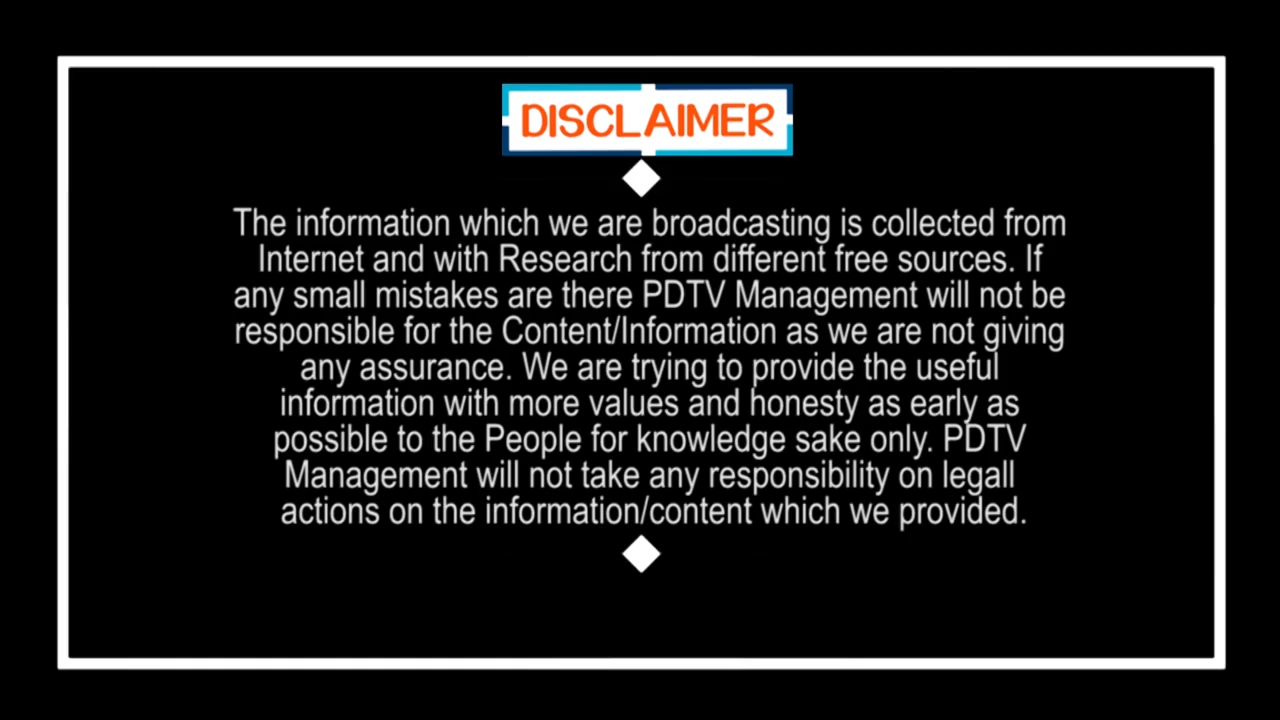 DISCLAIMER
The information which we are broadcasting is collected from
Internet and with Research from different free sources. If
any small mistakes are there PDTV Management will not be
responsible for the Content/Information as we are not giving
any assurance. We are trying to provide the useful
information with more values and honesty as early as
possible to the People for knowledge sake only. PDTV
Management will not take any responsibility on legall
actions on the information/content which we provided.